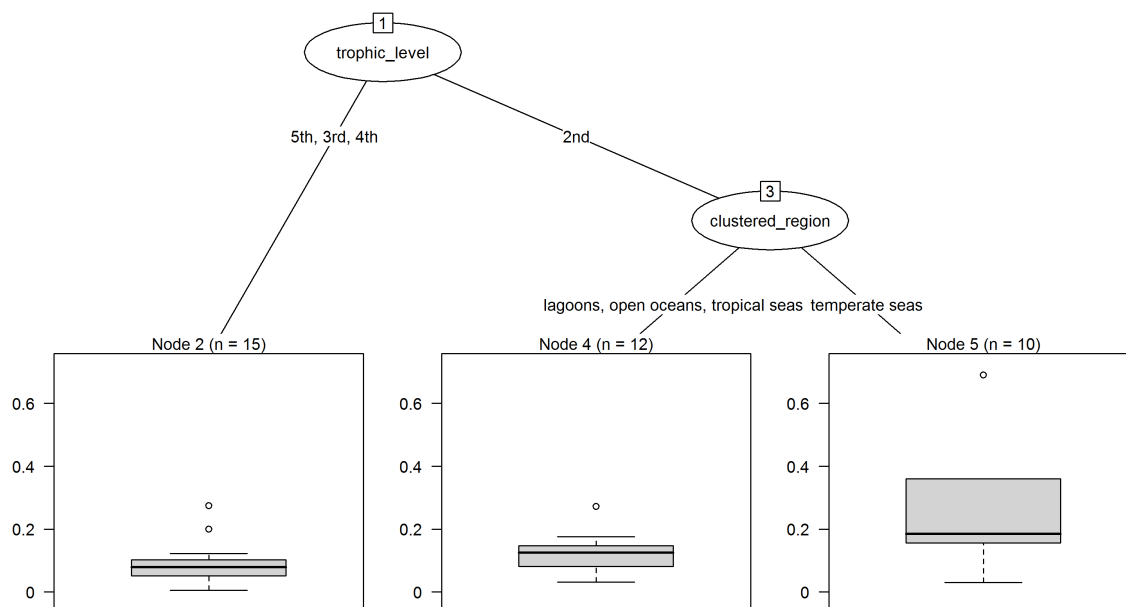 1
trophic_level
5th, 3rd, 4th
2nd
3
clustered_region
lagoons, open oceans, tropical seas
temperate seas
Node 2 (n = 15)
0.6
0.4
0.2
0
Node 4 (n = 12)
0.6
0.4
0.2
0
Node 5 (n = 10)
0.6
0.4
0.2
0